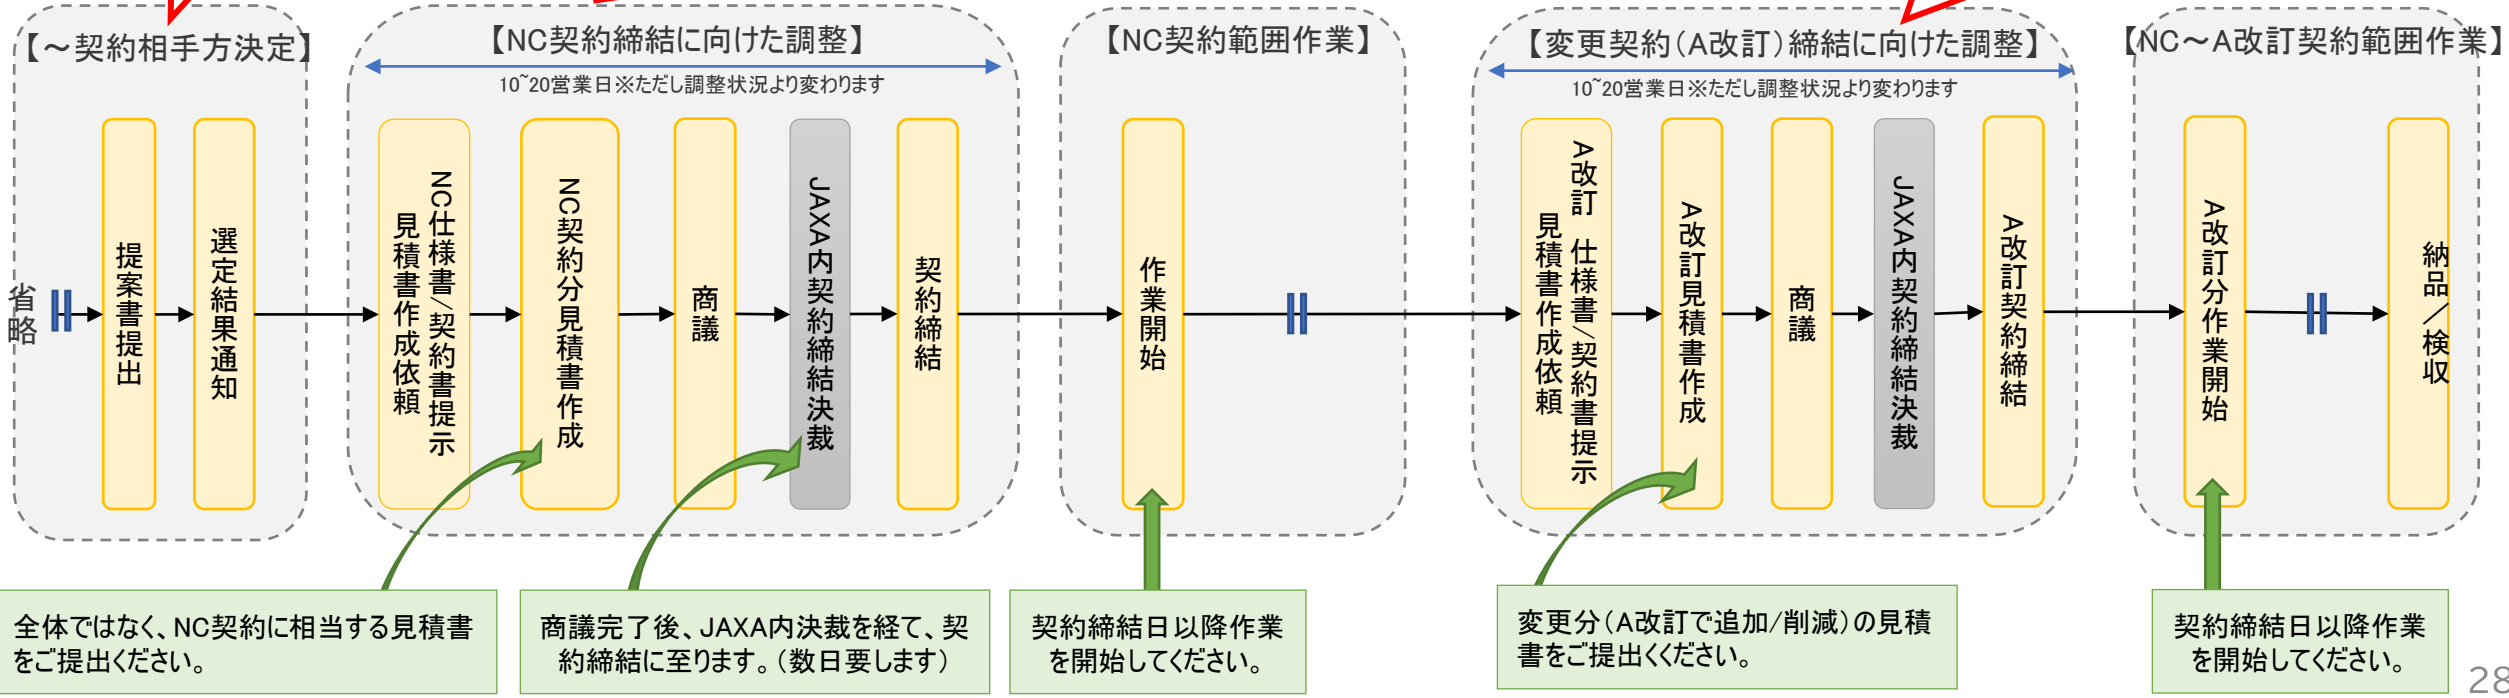 【～契約相手方決定】
【NC契約締結に向けた調整】
10~20営業日※ただし調整状況より変わります
【NC契約範囲作業】
【変更契約（A改訂）締結に向けた調整】
10~20営業日※ただし調整状況より変わります
【NC～A改訂契約範囲作業】
省略
提案書提出
選定結果通知
NC仕様書／契約書提示
見積書作成依頼
NC契約分見積書作成
商議
JAXA内契約締結決裁
契約締結
作業開始
A改訂 仕様書／契約書提示
見積書作成依頼
A改訂見積書作成
商議
JAXA内契約締結決裁
A改訂契約締結
A改訂分作業開始
納品／検収
全体ではなく、NC契約に相当する見積書
をご提出ください。
商議完了後、JAXA内決裁を経て、契
約締結に至ります。（数日要します）
契約締結日以降作業
を開始してください。
変更分（A改訂で追加/削減）の見積
書をご提出くください。
契約締結日以降作業
を開始してください。
28